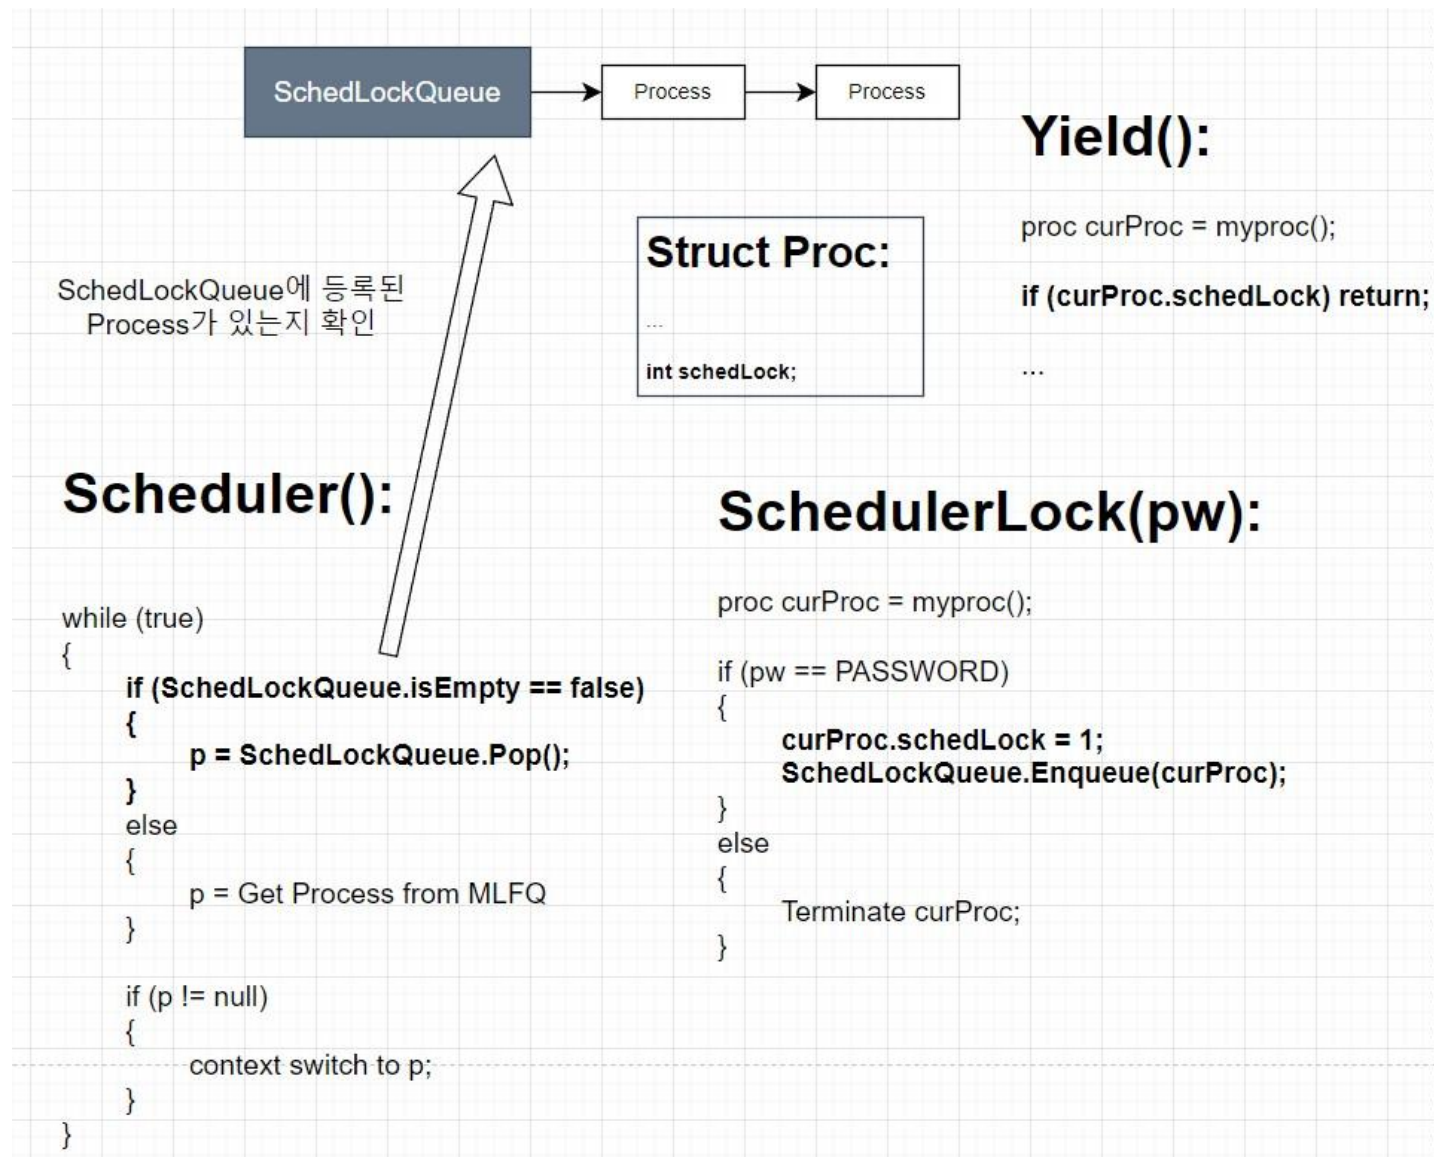 SchedLockQueue
Process
Process
Yield():
proc curProc = myproc();
if (curProc.schedLock) return;
...
Struct Proc:
...
int schedLock;
SchedLockQueue에 등록된
Process가 있는지 확인
Scheduler():
while (true)
{
if (SchedLockQueue.isEmpty == false)
{
p = SchedLockQueue.Pop();
}
else
{
p = Get Process from MLFQ
}
if (p != null)
{
context switch to p;
}
}
SchedulerLock(pw):
proc curProc = myproc();
if (pw == PASSWORD)
{
curProc.schedLock = 1;
SchedLockQueue.Enqueue(curProc);
}
else
{
Terminate curProc;
}